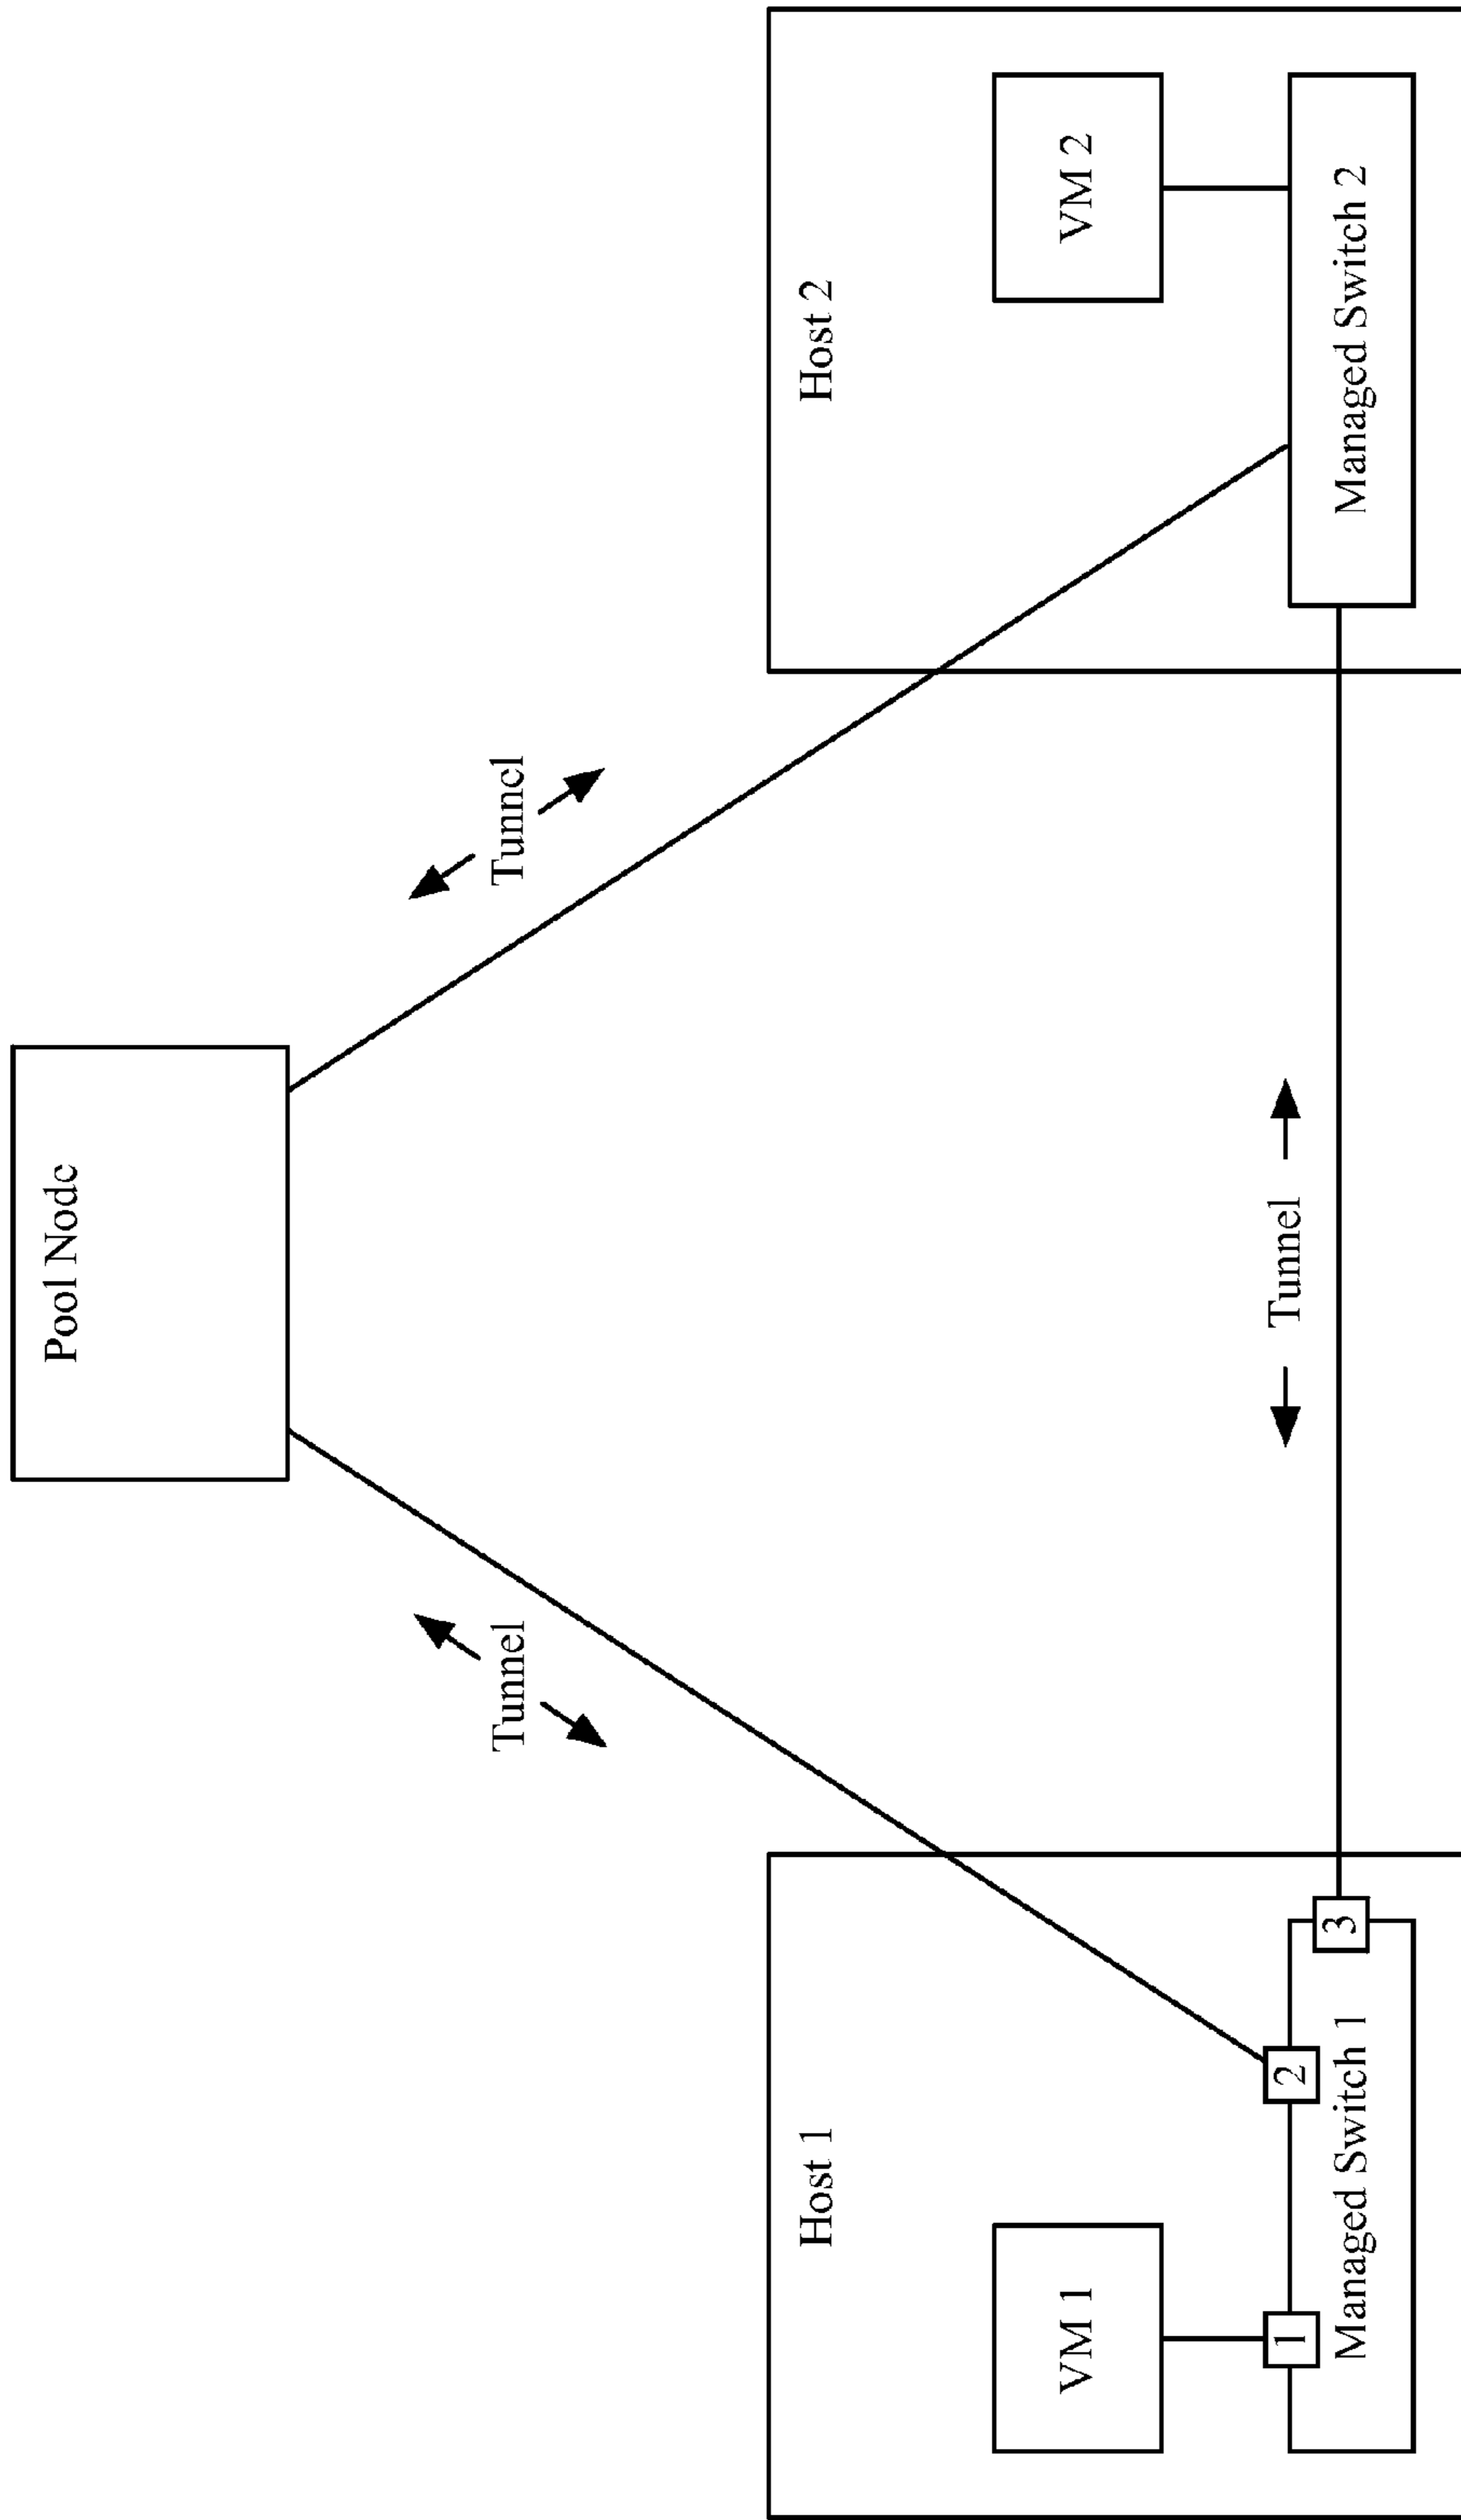 Pool Node
Tunnel
Tunnel
Host 1
Host 2
VM 1
VM 2
1
2
3
Tunnel
Managed Switch 1
Managed Switch 2